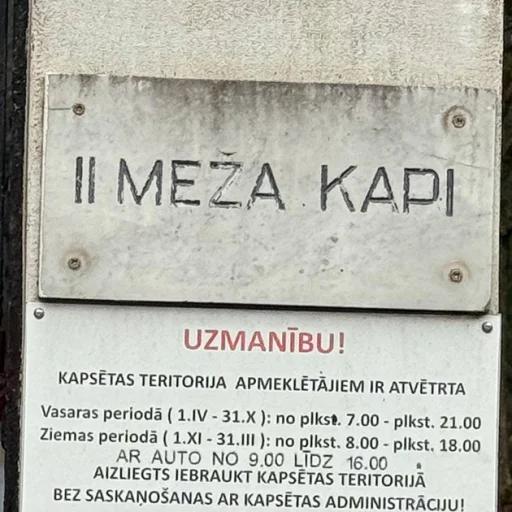 II MEŽA KAPI
UZMANĪBU!
KAPSĒTAS TERITORIJA APMEKLĒTĀJIEM IR ATVĒTRTA
Vasaras periodā ( 1.IV - 31.X ): no plkst. 7.00 - plkst. 21.00
Ziemas periodā ( 1.XI - 31.III ): no plkst. 8.00 - plkst. 18.00
AR AUTO NO 9.00 LĪDZ 16.00
AIZLIEGTS IEBRAUKT KAPSĒTAS TERITORIJĀ
BEZ SASKAŅOŠANAS AR KAPSĒTAS ADMINISTRĀCIJU!